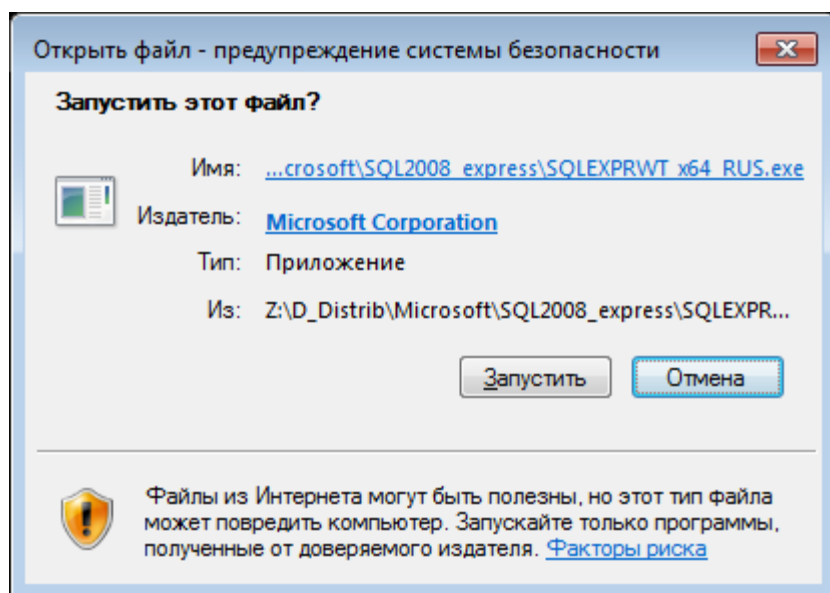 Открыть файл - предупреждение системы безопасности
Запустить этот файл?
Имя: ...crosoft\SQL2008_express\SQLEXPRWT_x64_RUS.exe
Издатель: Microsoft Corporation
Тип: Приложение
Из: Z:\D_Distrib\Microsoft\SQL2008_express\SQLEXPR...
Запустить Отмена
Файлы из Интернета могут быть полезны, но этот тип файла
может повредить компьютер. Запускайте только программы,
полученные от доверяемого издателя. Факторы риска